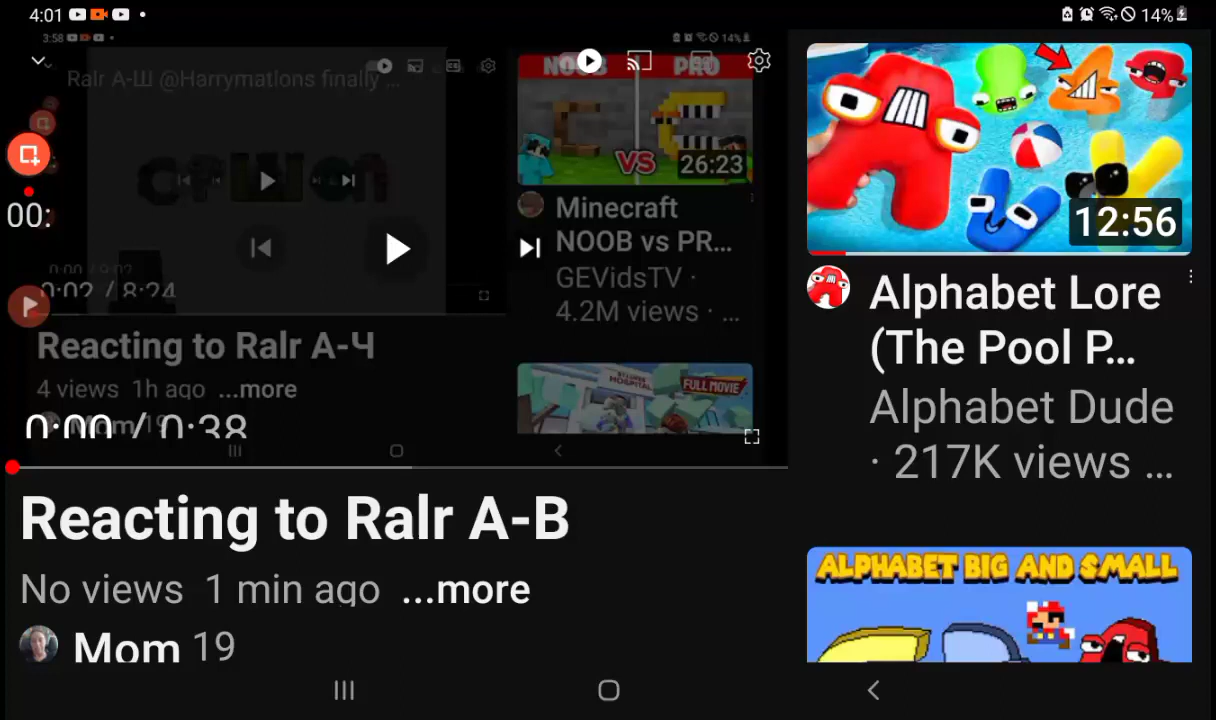 4:01
14%
3:58
14%
Ralr А-Ш @Harrymatlons finally ...
00:
0:02 / 8:24
Reacting to Ralr А-Ч
4 views 1h ago ...more
0:00 / 0:38
NOOB PRO
VS
26:23
Minecraft
NOOB vs PR...
GEVidsTV ·
4.2M views · ...
HOSPITAL
FULL MOVIE
Reacting to Ralr A-B
No views 1 min ago ...more
Mom 19
12:56
Alphabet Lore
(The Pool P...
Alphabet Dude
· 217K views ...
ALPHABET BIG AND SMALL